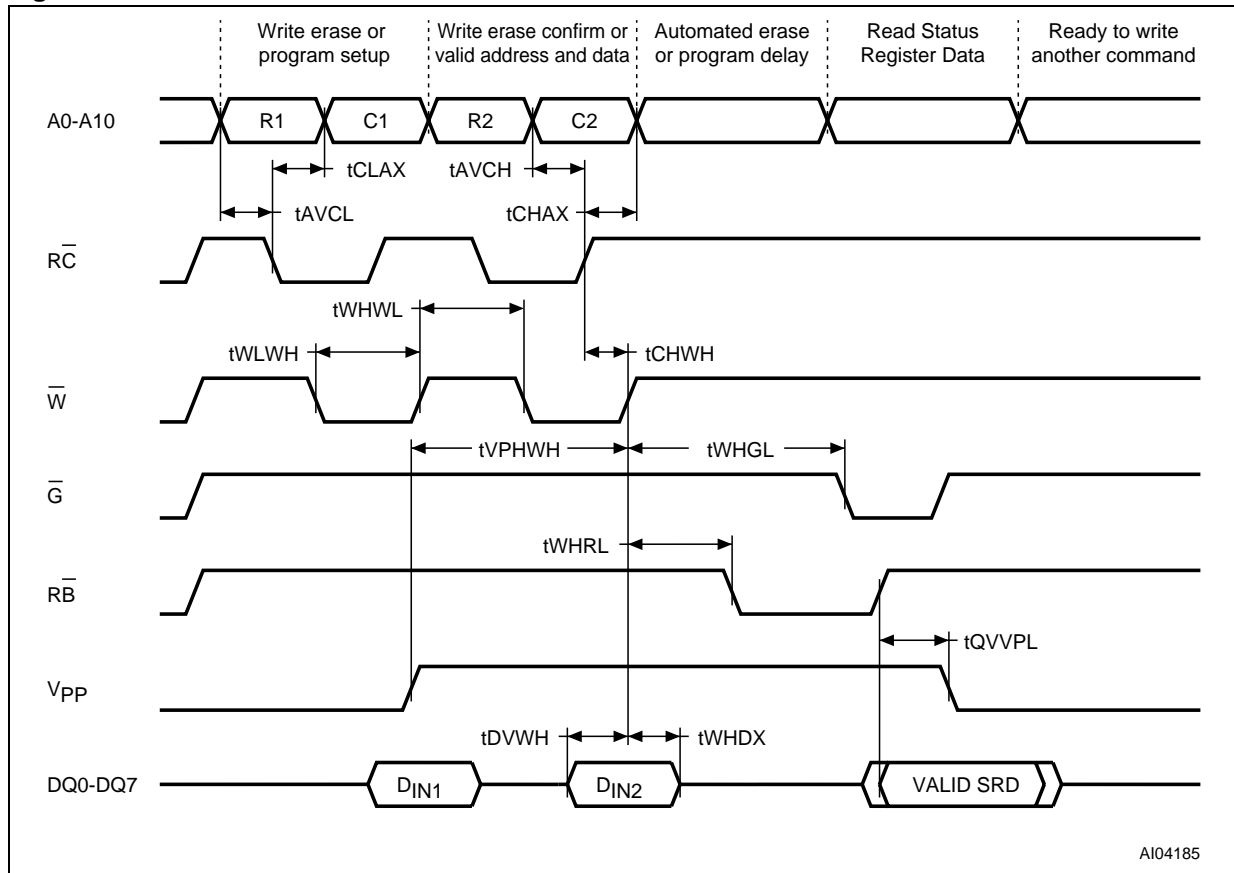 Write erase or
program setup
Write erase confirm or
valid address and data
Automated erase
or program delay
Read Status
Register Data
Ready to write
another command
A0-A10
R1
C1
R2
C2
tCLAX
tAVCH
tAVCL
tCHAX
RC̅
tWHWL
tWLWH
tCHWH
W̅
tVPHWH
tWHGL
G̅
tWHRL
RB̅
tQVVPL
VPP
tDVWH
tWHDX
DQ0-DQ7
DIN1
DIN2
VALID SRD
AI04185